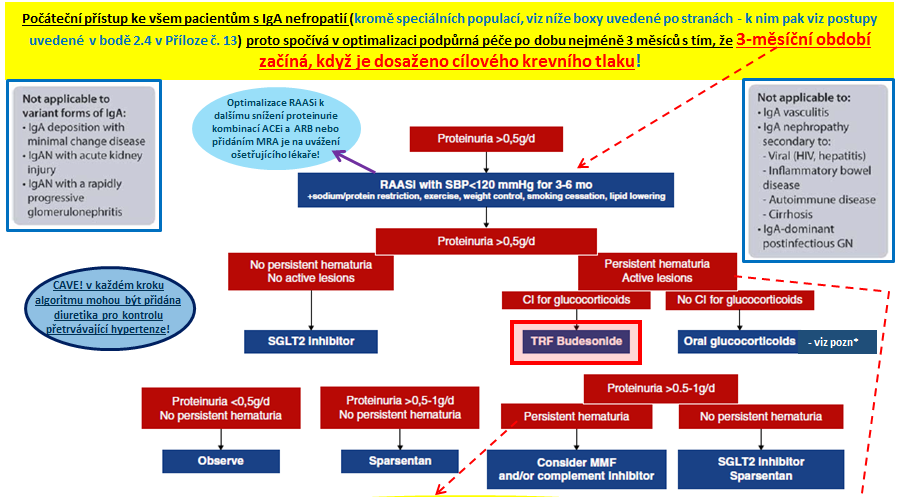 Počáteční přístup ke všem pacientům s IgA nefropatií (kromě speciálních populací, viz níže boxy uvedené po stranách - k nim pak viz postupy
uvedené v bodě 2.4 v Příloze č. 13) proto spočívá v optimalizaci podpůrná péče po dobu nejméně 3 měsíců s tím, že 3-měsíční období
začíná, když je dosaženo cílového krevního tlaku!
Not applicable to
variant forms of IgA:
• IgA deposition with
minimal change disease
• IgAN with acute kidney
injury
• IgAN with a rapidly
progressive
glomerulonephritis
Optimalizace RAASi k
dalšímu snížení proteinurie
kombinací ACEi a ARB nebo
přidáním MRA je na uvážení
ošetřujícího lékaře!
Not applicable to:
• IgA vasculitis
• IgA nephropathy
secondary to:
- Viral (HIV, hepatitis)
- Inflammatory bowel
disease
- Autoimmune disease
- Cirrhosis
• IgA-dominant
postinfectious GN
Proteinuria >0,5g/d
RAASi with SBP<120 mmHg for 3-6 mo
+sodium/protein restriction, exercise, weight control, smoking cessation, lipid lowering
Proteinuria >0,5g/d
No persistent hematuria
No active lesions
Persistent hematuria
Active lesions
CAVE! v každém kroku
algoritmu mohou být přidána
diuretika pro kontrolu
přetrvávající hypertenze!
CI for glucocorticoids
No CI for glucocorticoids
SGLT2 inhibitor
TRF Budesonide
Oral glucocorticoids - viz pozn*
Proteinuria <0,5g/d
No persistent hematuria
Proteinuria >0,5-1g/d
No persistent hematuria
Proteinuria >0.5-1g/d
Persistent hematuria
No persistent hematuria
Observe
Sparsentan
Consider MMF
and/or complement inhibitor
SGLT2 inhibitor
Sparsentan